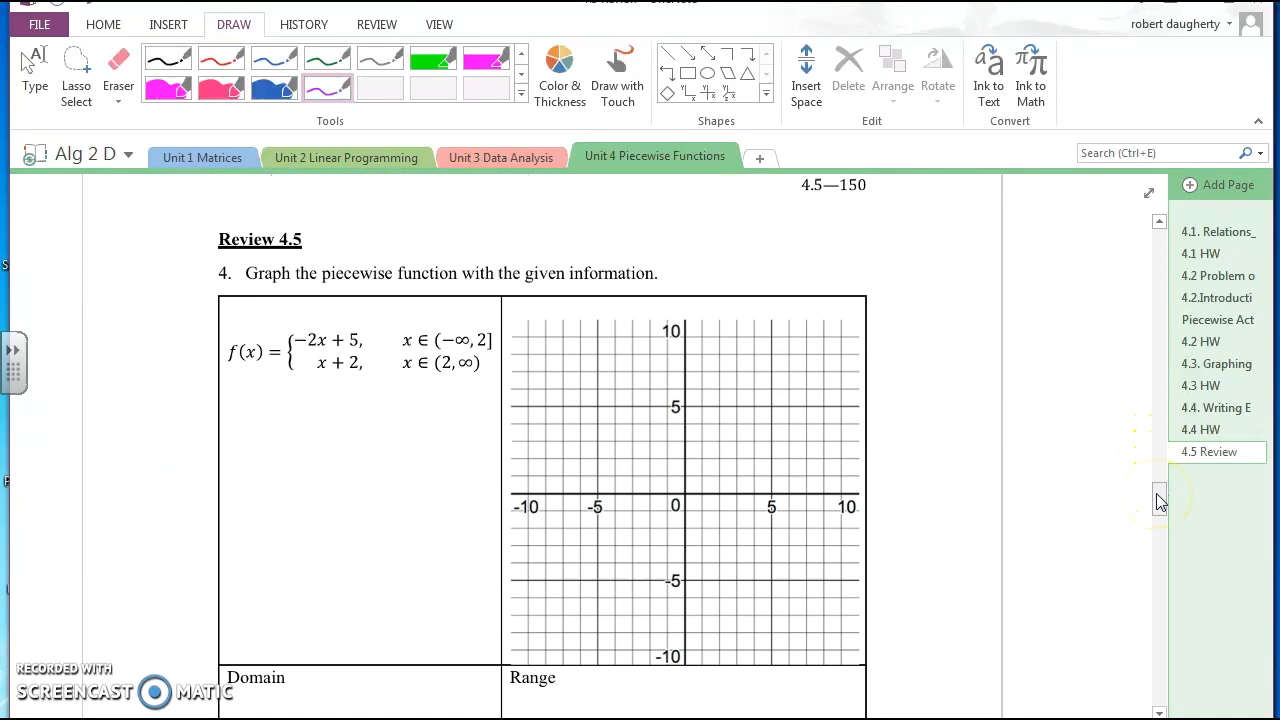 FILE HOME INSERT DRAW HISTORY REVIEW VIEW robert daugherty
Type Lasso Select Eraser Color & Thickness Draw with Touch Insert Space Delete Arrange Rotate Ink to Text Ink to Math
Tools Shapes Edit Convert
Alg 2 D Unit 1 Matrices Unit 2 Linear Programming Unit 3 Data Analysis Unit 4 Piecewise Functions + Search (Ctrl+E)
4.5—150
Add Page
Review 4.5
4. Graph the piecewise function with the given information.
f(x) = { −2x + 5, x ∈ (−∞, 2]
x + 2, x ∈ (2, ∞)
10
5
-10 -5 0 5 10
-5
-10
Domain Range
4.1. Relations_
4.1 HW
4.2 Problem o
4.2.Introducti
Piecewise Act
4.2 HW
4.3. Graphing
4.3 HW
4.4. Writing E
4.4 HW
4.5 Review
RECORDED WITH
SCREENCAST MATIC